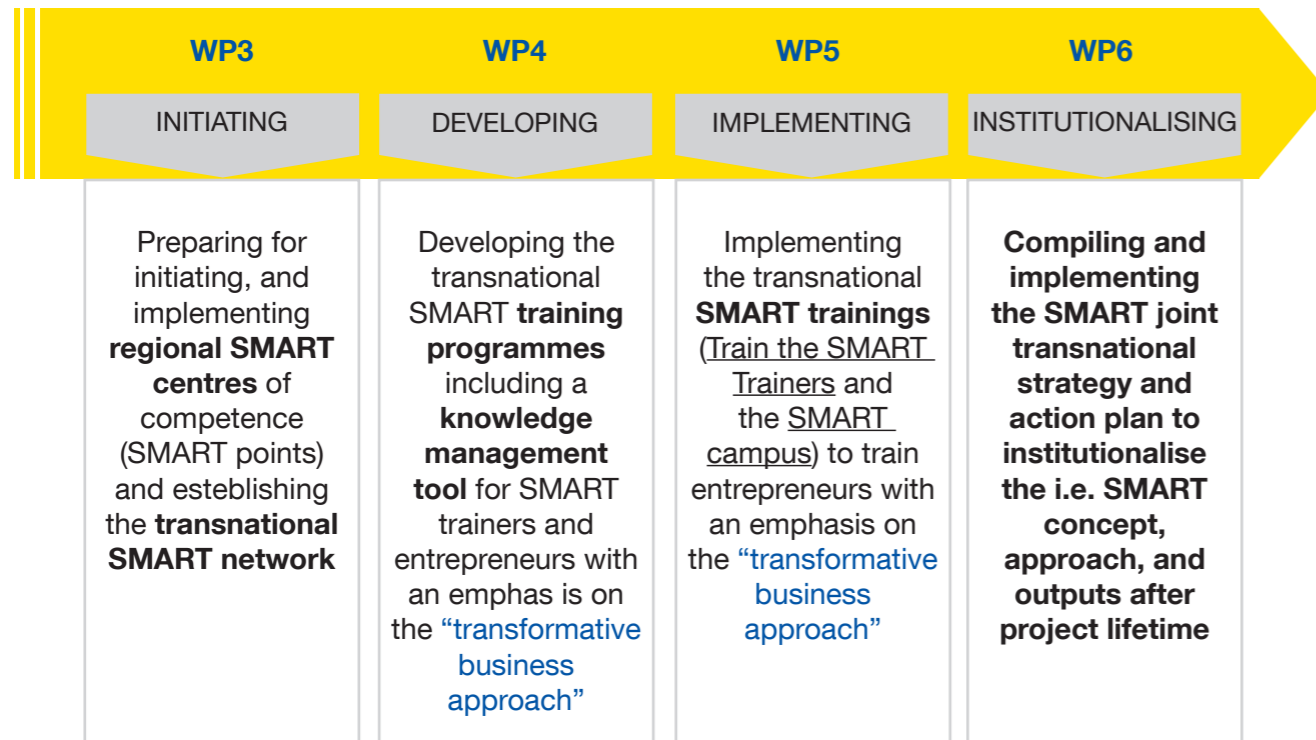 WP3
INITIATING
Preparing for
initiating, and
implementing
regional SMART
centres of
competence
(SMART points)
and esteblishing
the transnational
SMART network
WP4
DEVELOPING
Developing the
transnational
SMART training
programmes
including a
knowledge
management
tool for SMART
trainers and
entrepreneurs with
an emphas is on
the “transformative
business
approach”
WP5
IMPLEMENTING
Implementing
the transnational
SMART trainings
(Train the SMART
Trainers and
the SMART
campus) to train
entrepreneurs with
an emphasis on
the “transformative
business
approach”
WP6
INSTITUTIONALISING
Compiling and
implementing
the SMART joint
transnational
strategy and
action plan to
institutionalise
the i.e. SMART
concept,
approach, and
outputs after
project lifetime